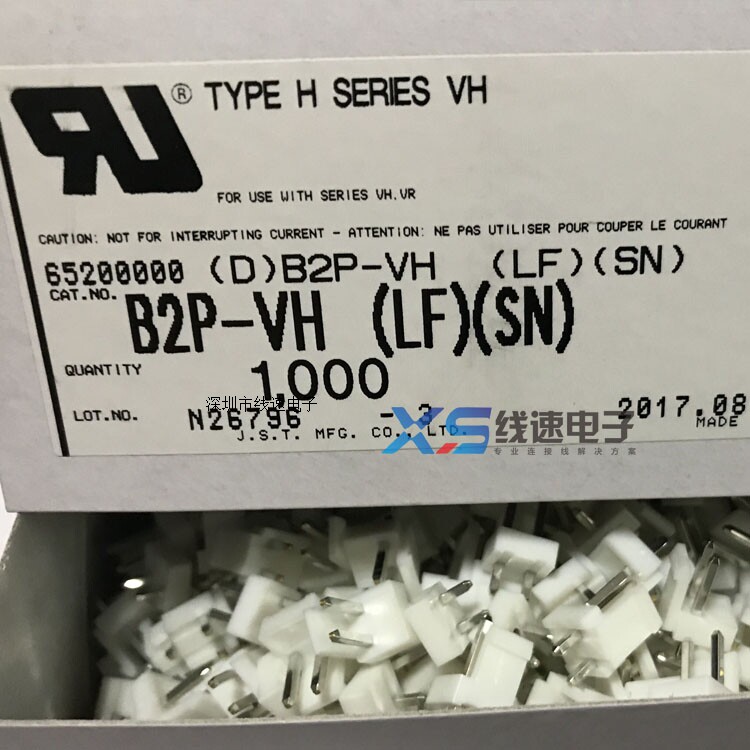 ® TYPE H SERIES VH
FOR USE WITH SERIES VH.VR
CAUTION: NOT FOR INTERRUPTING CURRENT - ATTENTION: NE PAS UTILISER POUR COUPER LE COURANT
65200000 (D)B2P-VH (LF)(SN)
CAT.NO.
B2P-VH (LF)(SN)
QUANTITY 1,000
深圳市线速电子
LOT.NO. N26796 - 3 2017.08
MADE
J.S.T. MFG. CO., LTD.
XS 线速电子
专业连接线解决方案